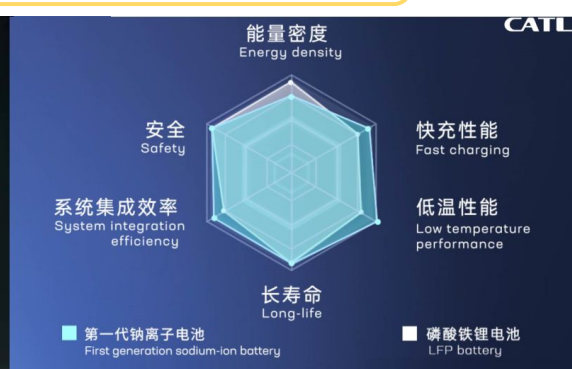 CATL
能量密度
Energy density
安全
Safety
快充性能
Fast charging
系统集成效率
System integration
efficiency
低温性能
Low temperature
performance
长寿命
Long-life
第一代钠离子电池
First generation sodium-ion battery
磷酸铁锂电池
LFP battery